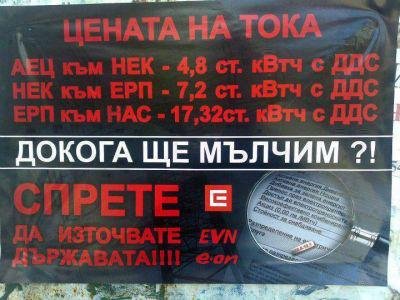 ЦЕНАТА НА ТОКА
АЕЦ към НЕК - 4,8 ст. кВтч с ДДС
НЕК към ЕРП - 7,2 ст. кВтч с ДДС
ЕРП към НАС - 17,32ст. кВтч с ДДС
ДОКОГА ЩЕ МЪЛЧИМ ?!
СПРЕТЕ
ДА ИЗТОЧВАТЕ EVN
ДЪРЖАВАТА!!!! e·on